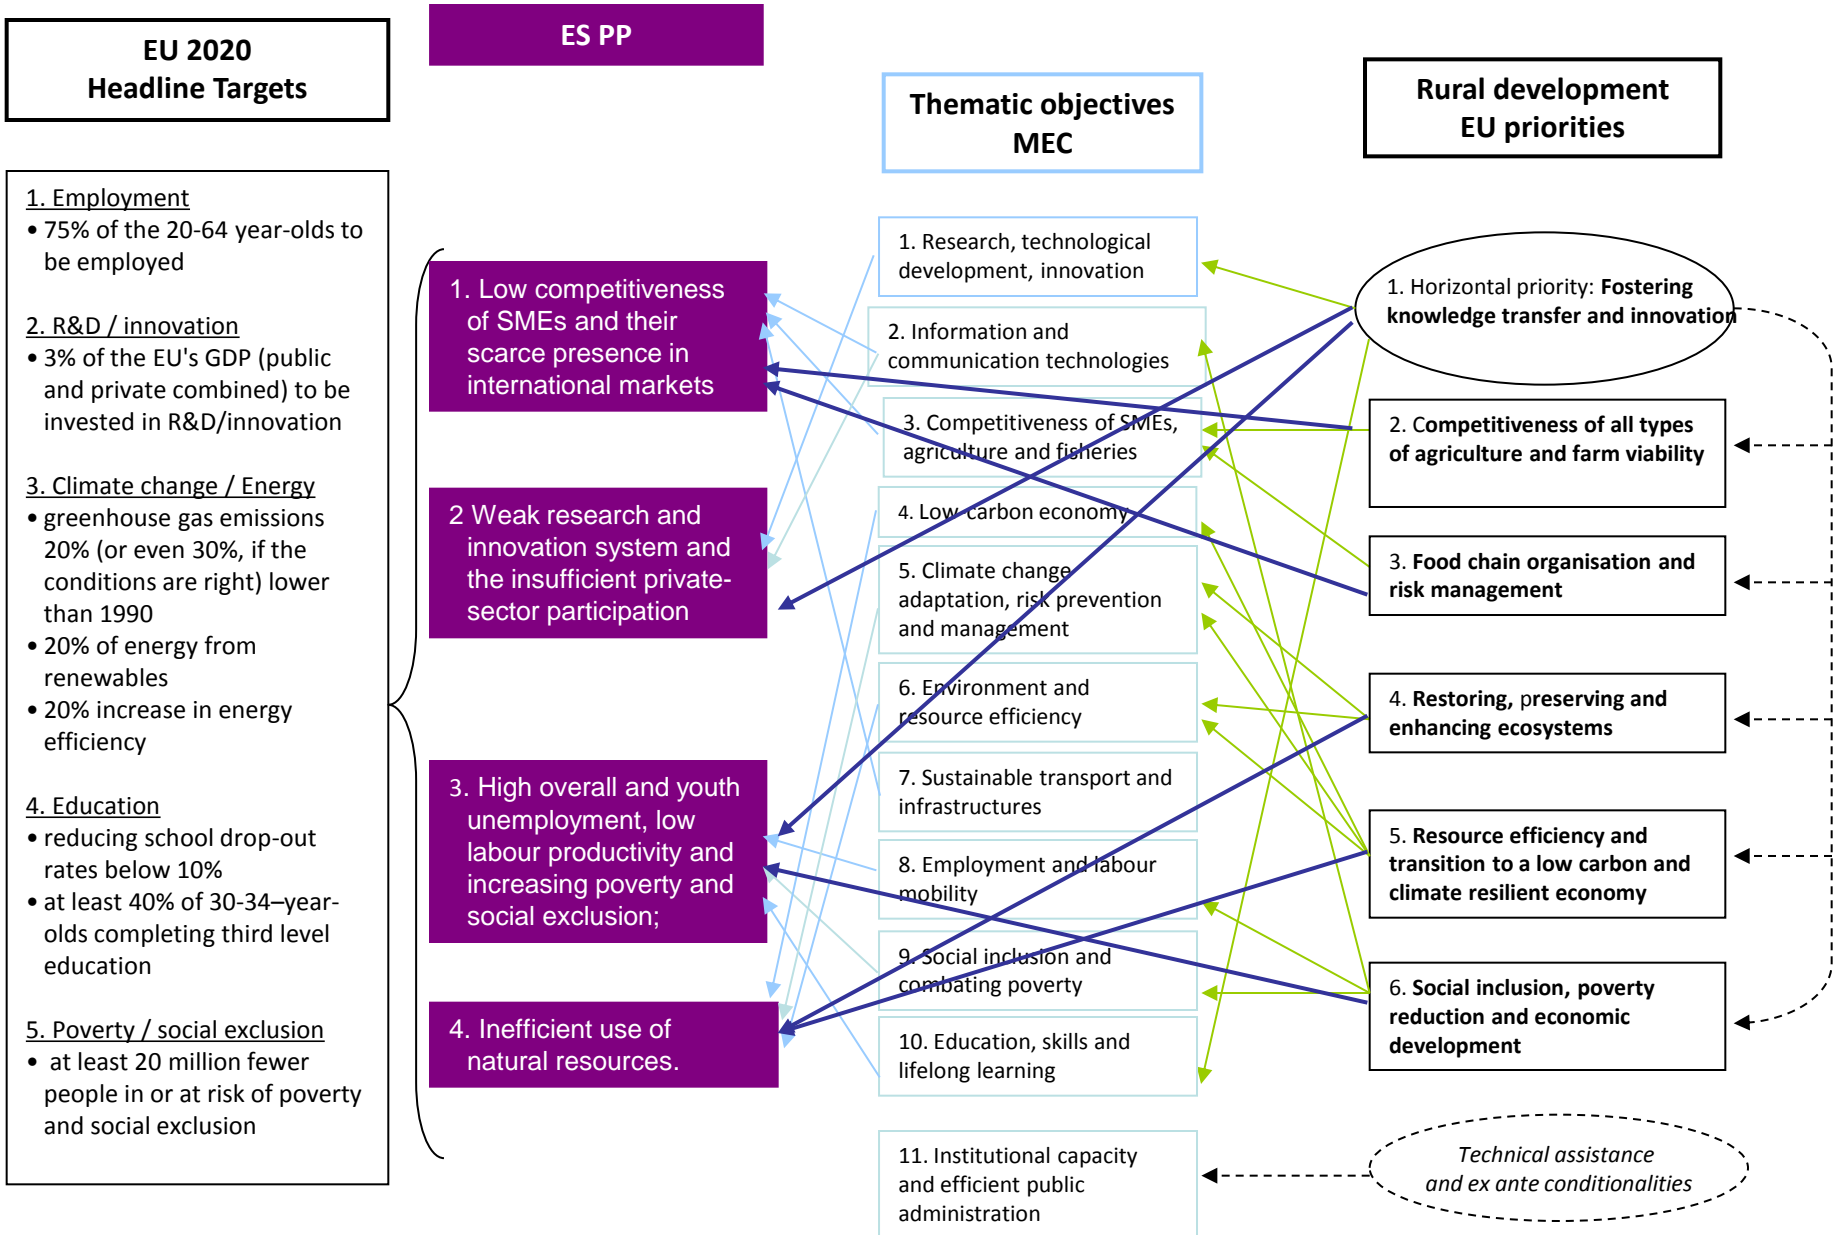 EU 2020
Headline Targets
1. Employment
• 75% of the 20-64 year-olds to
be employed
2. R&D / innovation
• 3% of the EU's GDP (public
and private combined) to be
invested in R&D/innovation
3. Climate change / Energy
• greenhouse gas emissions
20% (or even 30%, if the
conditions are right) lower
than 1990
• 20% of energy from
renewables
• 20% increase in energy
efficiency
4. Education
• reducing school drop-out
rates below 10%
• at least 40% of 30-34–year-
olds completing third level
education
5. Poverty / social exclusion
• at least 20 million fewer
people in or at risk of poverty
and social exclusion
ES PP
1. Low competitiveness
of SMEs and their
scarce presence in
international markets
2 Weak research and
innovation system and
the insufficient private-
sector participation
3. High overall and youth
unemployment, low
labour productivity and
increasing poverty and
social exclusion;
4. Inefficient use of
natural resources.
Thematic objectives
MEC
1. Research, technological
development, innovation
2. Information and
communication technologies
3. Competitiveness of SMEs,
agriculture and fisheries
4. Low-carbon economy
5. Climate change
adaptation, risk prevention
and management
6. Environment and
resource efficiency
7. Sustainable transport and
infrastructures
8. Employment and labour
mobility
9. Social inclusion and
combating poverty
10. Education, skills and
lifelong learning
11. Institutional capacity
and efficient public
administration
Rural development
EU priorities
1. Horizontal priority: Fostering
knowledge transfer and innovation
2. Competitiveness of all types
of agriculture and farm viability
3. Food chain organisation and
risk management
4. Restoring, preserving and
enhancing ecosystems
5. Resource efficiency and
transition to a low carbon and
climate resilient economy
6. Social inclusion, poverty
reduction and economic
development
Technical assistance
and ex ante conditionalities